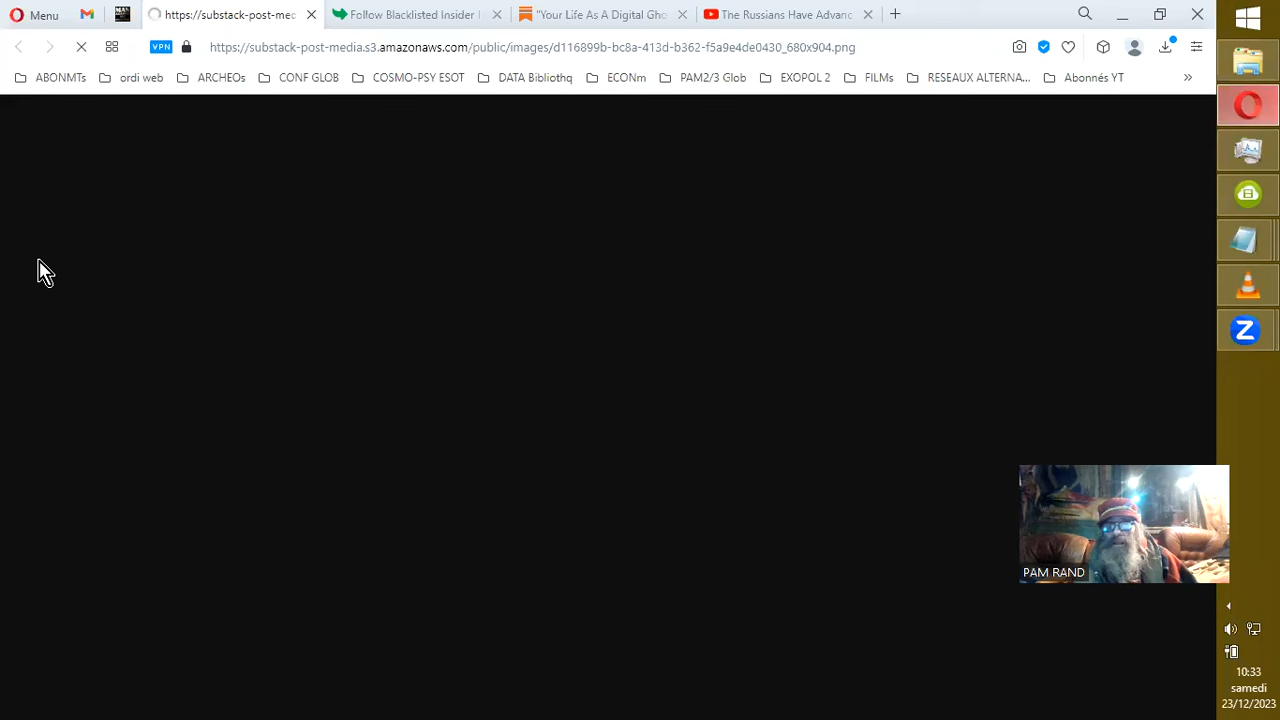 Menu
https://substack-post-med
Follow Blacklisted Insider
"Your Life As A Digital Gho
The Russians Have Advanc
VPN
https://substack-post-media.s3.amazonaws.com/public/images/d116899b-bc8a-413d-b362-f5a9e4de0430_680x904.png
ABONMTs
ordi web
ARCHEOs
CONF GLOB
COSMO-PSY ESOT
DATA Bibliothq
ECONm
PAM2/3 Glob
EXOPOL 2
FILMs
RESEAUX ALTERNA...
Abonnés YT
PAM RAND
10:33
samedi
23/12/2023